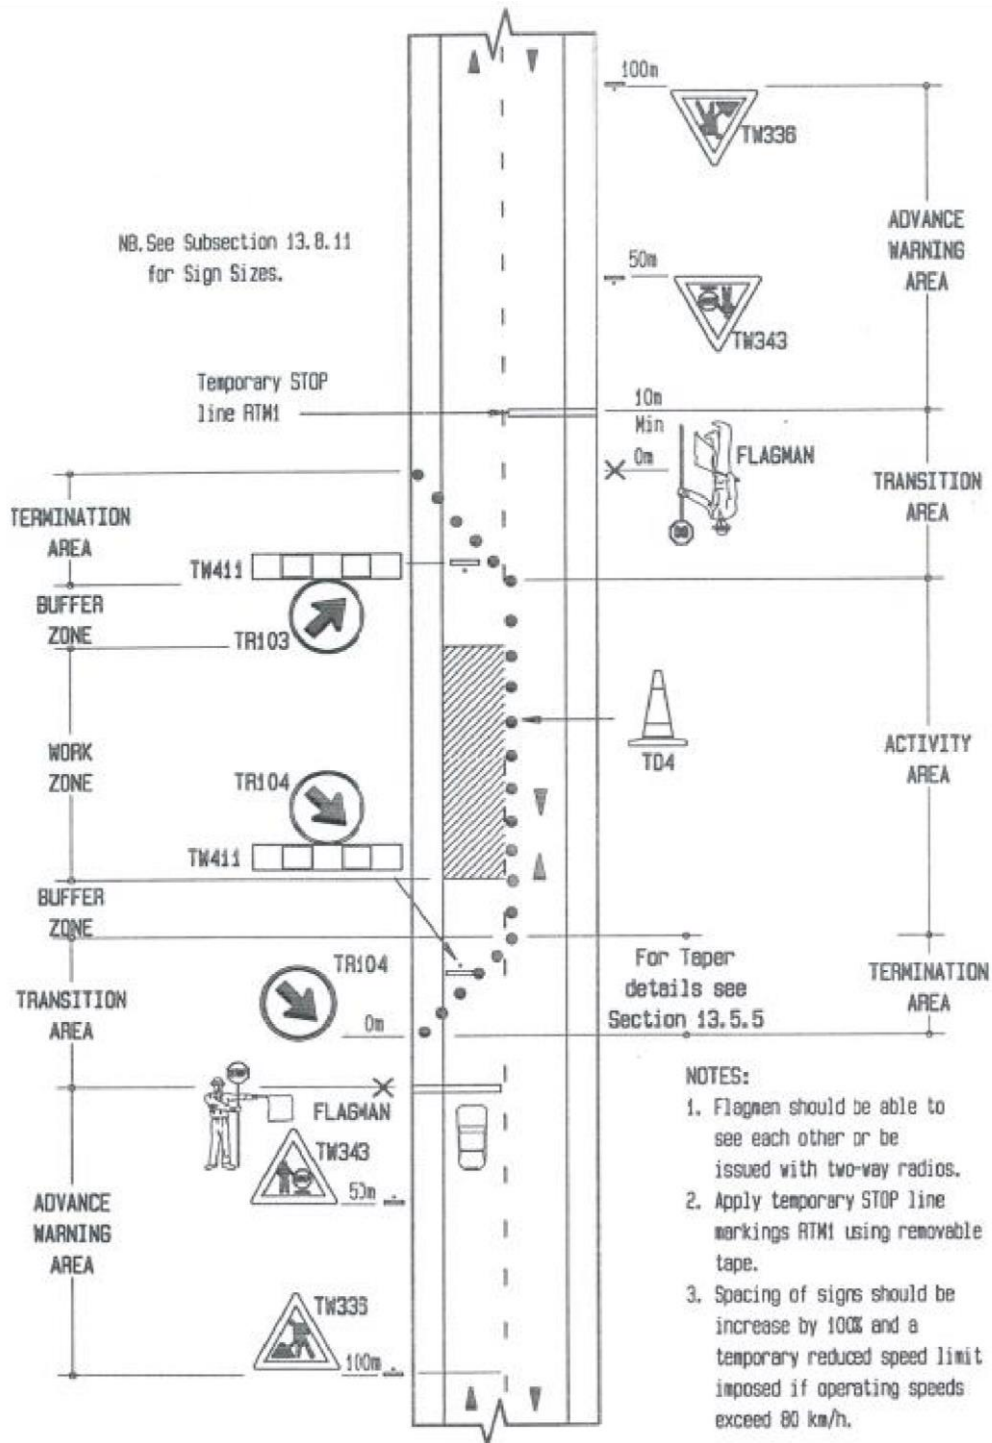 100m
TW336
ADVANCE
WARNING
AREA
NB.See Subsection 13.8.11
for Sign Sizes.
50m
TW343
Temporary STOP
line RTM1
10m
Min
0m
FLAGMAN
TRANSITION
AREA
TERMINATION
AREA
TW411
BUFFER
ZONE
TR103
WORK
ZONE
TR104
TW411
TD4
ACTIVITY
AREA
BUFFER
ZONE
TRANSITION
AREA
TR104
0m
For Taper
details see
Section 13.5.5
TERMINATION
AREA
STOP
FLAGMAN
TW343
50m
ADVANCE
WARNING
AREA
TW336
100m
NOTES:
1. Flagmen should be able to
see each other or be
issued with two-way radios.
2. Apply temporary STOP line
markings RTM1 using removable
tape.
3. Spacing of signs should be
increase by 100% and a
temporary reduced speed limit
imposed if operating speeds
exceed 80 km/h.